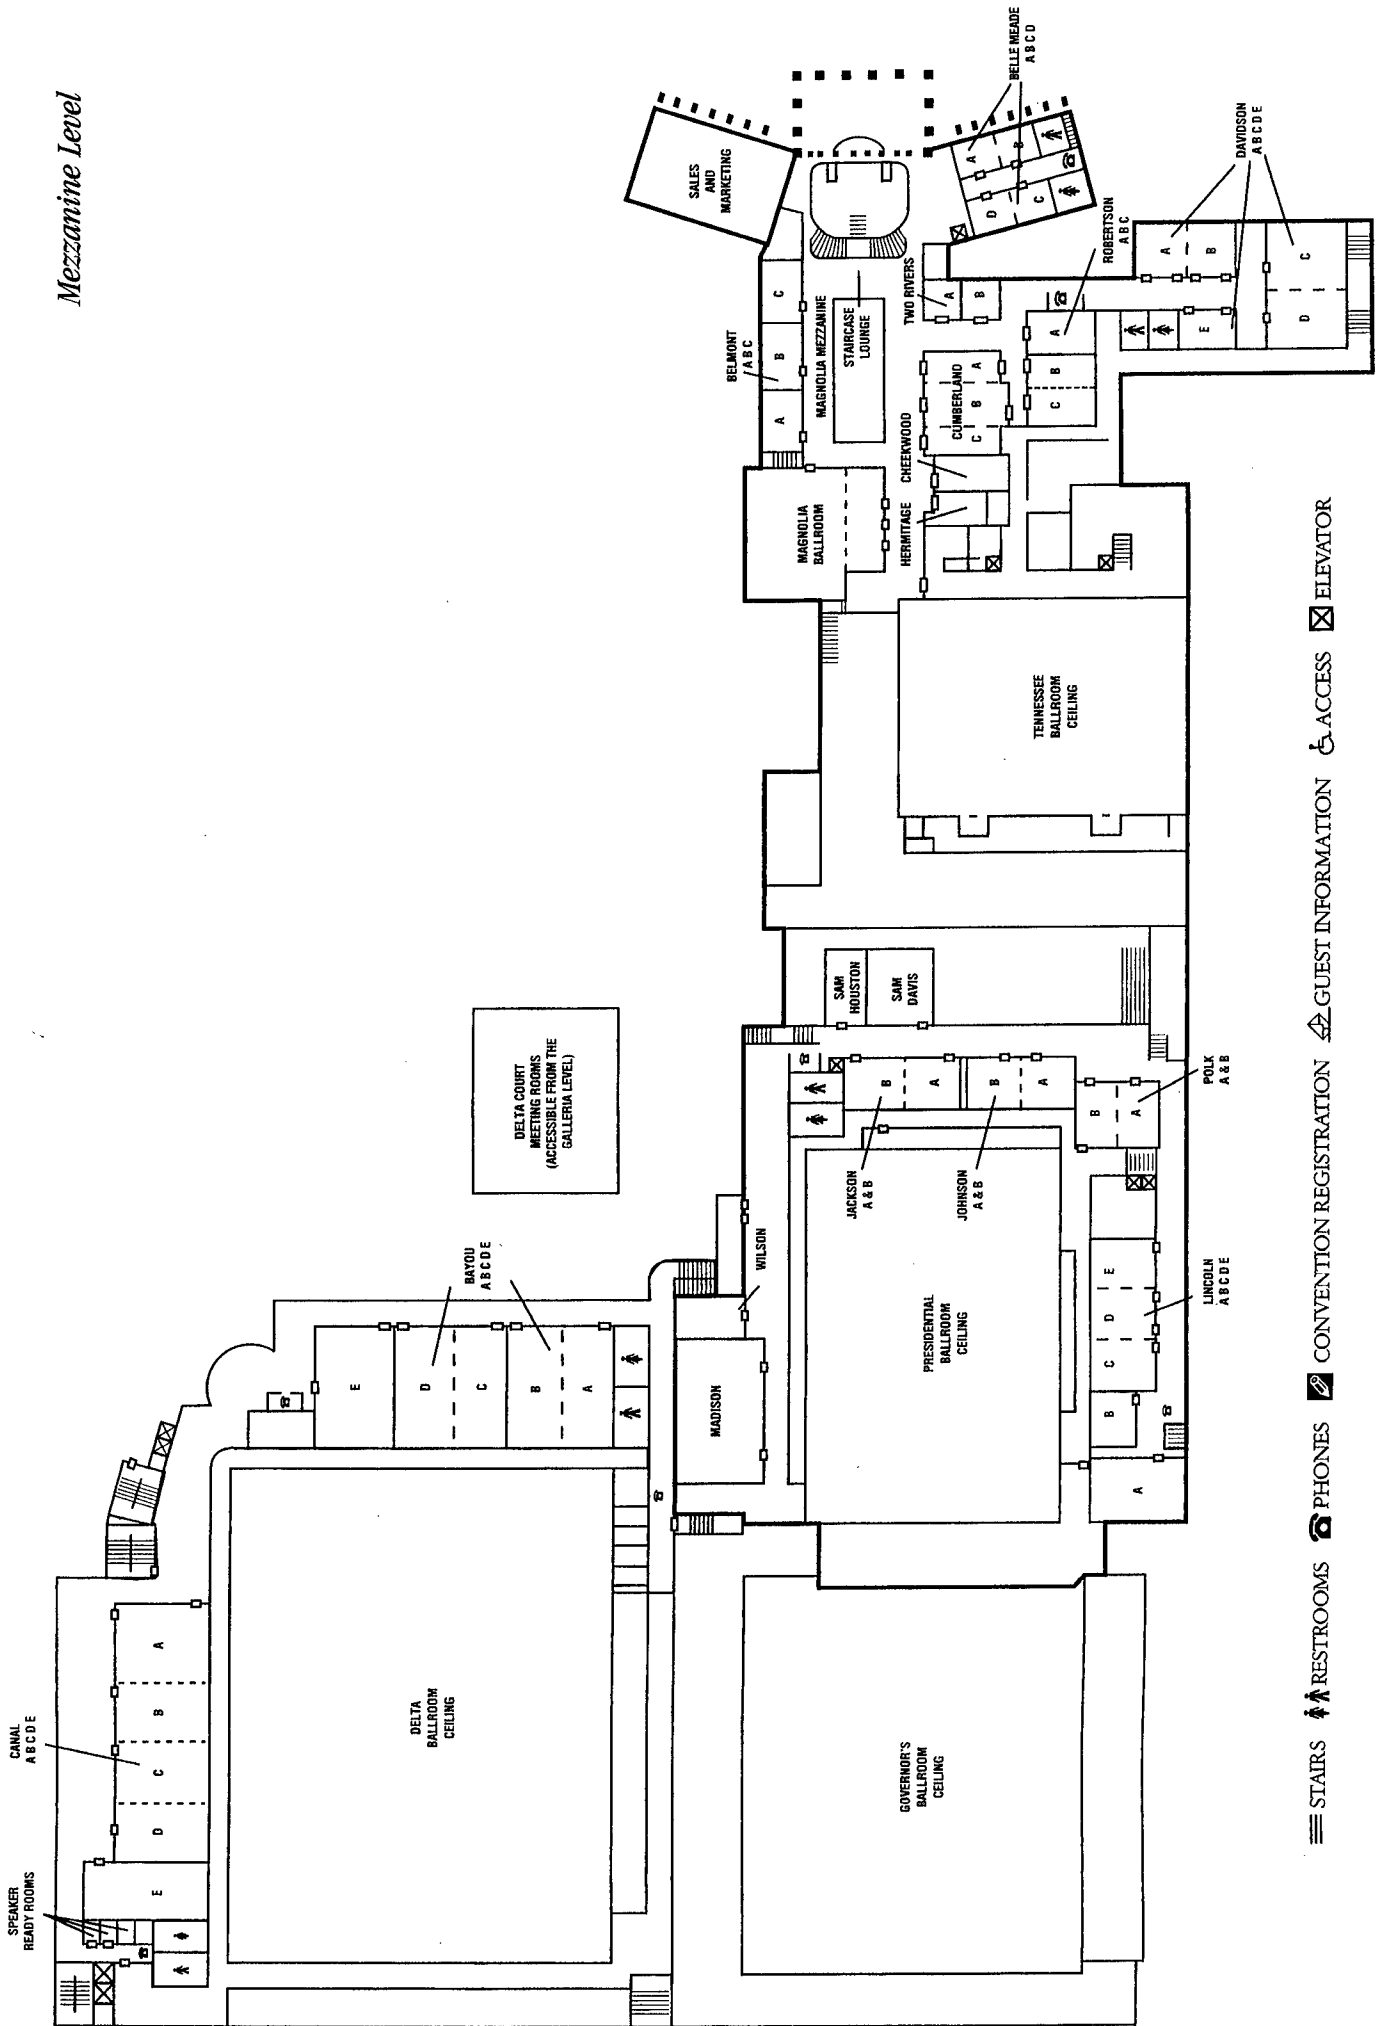 Mezzanine Level
SPEAKER
READY ROOMS
CANAL
A B C D E
E
D
C
B
A
DELTA
BALLROOM
CEILING
BAYOU
A B C D E
E
D
C
B
A
DELTA COURT
MEETING ROOMS
(ACCESSIBLE FROM THE
GALLERIA LEVEL)
GOVERNOR'S
BALLROOM
CEILING
MADISON
WILSON
PRESIDENTIAL
BALLROOM
CEILING
JACKSON
A & B
B
A
JOHNSON
A & B
B
A
POLK
A & B
B
A
LINCOLN
A B C D E
A
B
C
D
E
SAM
HOUSTON
SAM
DAVIS
TENNESSEE
BALLROOM
CEILING
MAGNOLIA
BALLROOM
BELMONT
A B C
A
B
C
MAGNOLIA MEZZANINE
STAIRCASE
LOUNGE
SALES
AND
MARKETING
HERMITAGE
CHEEKWOOD
CUMBERLAND
C
B
A
TWO RIVERS
A
B
BELLE MEADE
A B C D
A
B
D
C
ROBERTSON
A B C
C
B
A
DAVIDSON
A B C D E
A
B
E
D
C
STAIRS RESTROOMS PHONES CONVENTION REGISTRATION GUEST INFORMATION ACCESS ELEVATOR